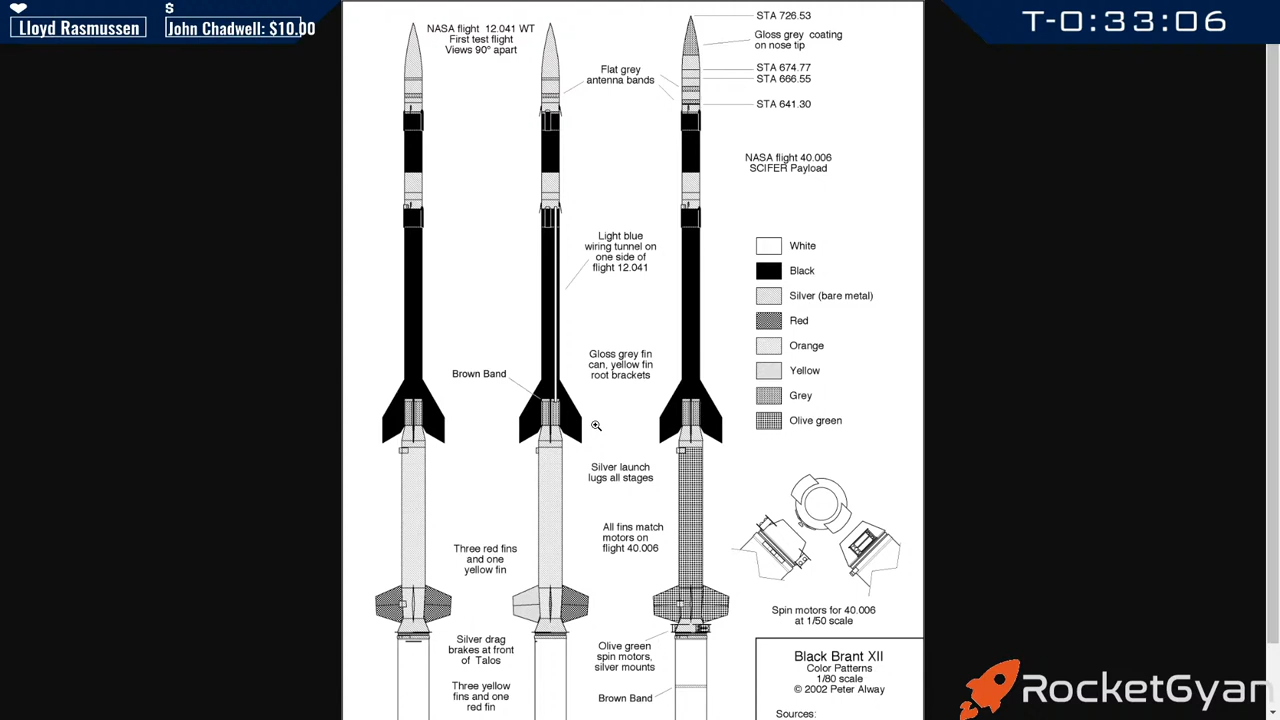 Lloyd Rasmussen
$
John Chadwell: $10.00
T-0:33:06
NASA flight 12.041 WT
First test flight
Views 90° apart
STA 726.53
Gloss grey coating
on nose tip
Flat grey
antenna bands
STA 674.77
STA 666.55
STA 641.30
NASA flight 40.006
SCIFER Payload
Light blue
wiring tunnel on
one side of
flight 12.041
White
Black
Silver (bare metal)
Red
Orange
Yellow
Grey
Olive green
Gloss grey fin
can, yellow fin
root brackets
Brown Band
Silver launch
lugs all stages
All fins match
motors on
flight 40.006
Three red fins
and one
yellow fin
Spin motors for 40.006
at 1/50 scale
Silver drag
brakes at front
of Talos
Olive green
spin motors,
silver mounts
Three yellow
fins and one
red fin
Brown Band
Black Brant XII
Color Patterns
1/80 scale
© 2002 Peter Alway
Sources:
RocketGyan